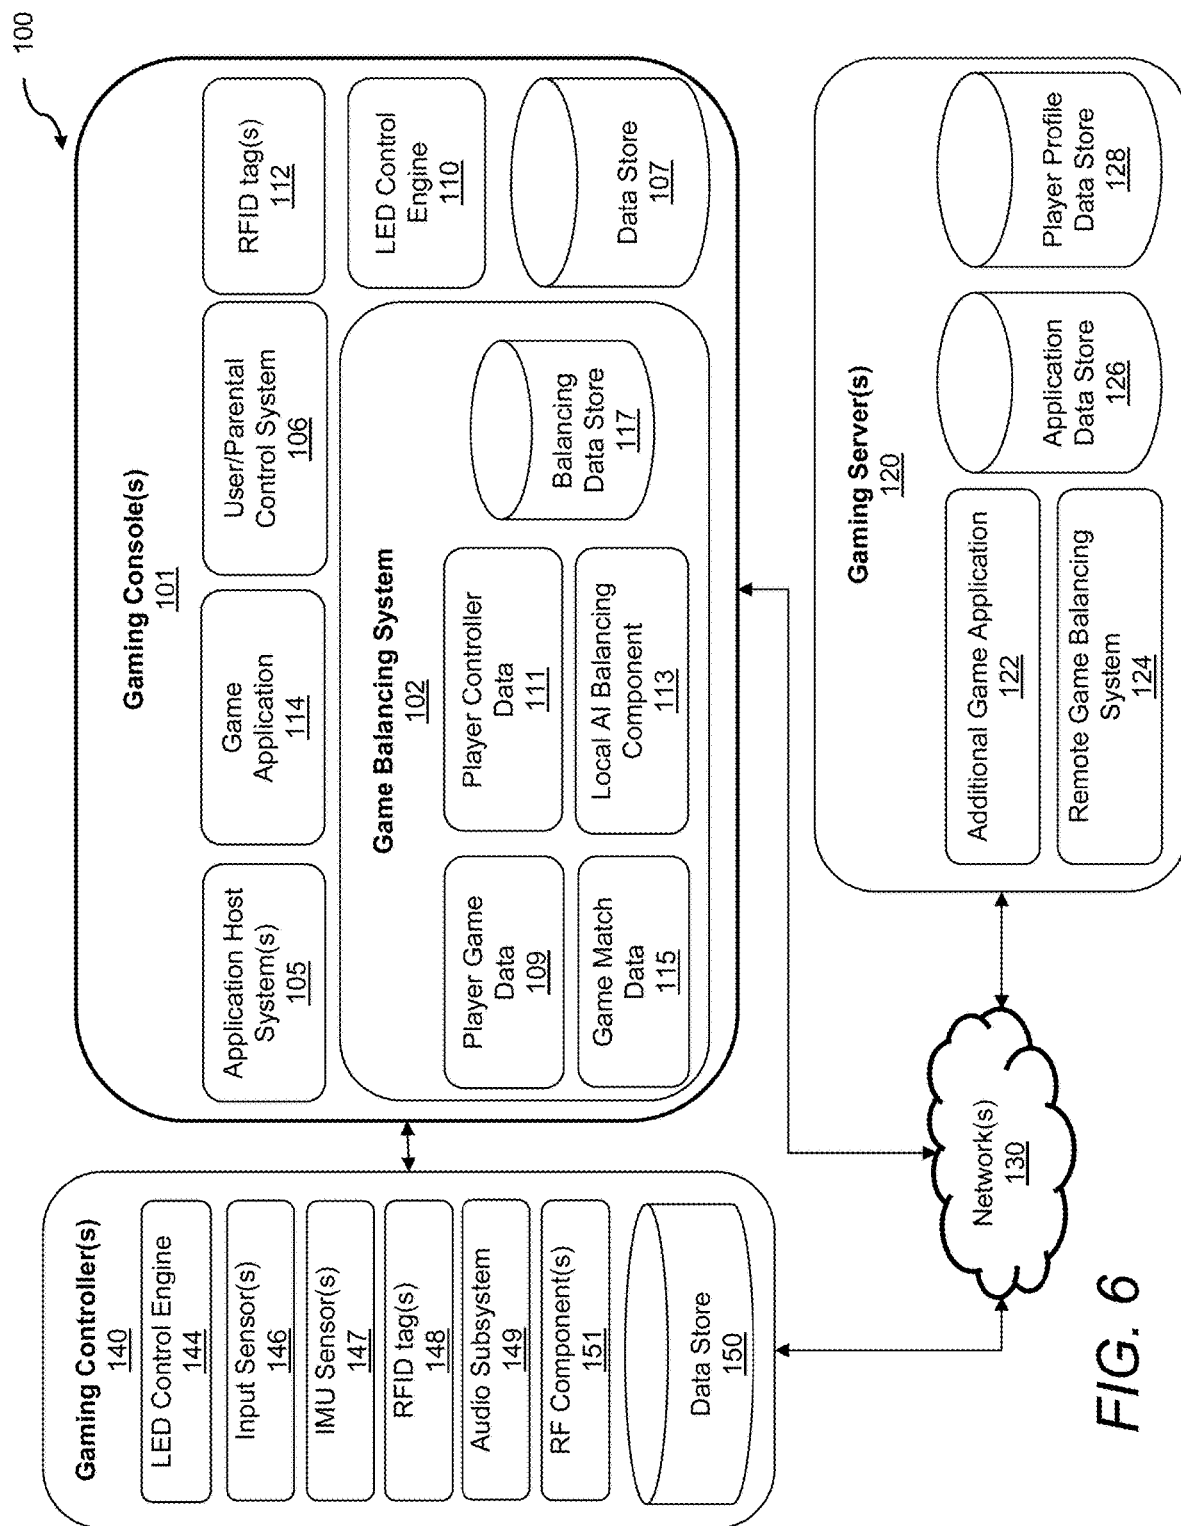 100
Gaming Controller(s)
140
LED Control Engine
144
Input Sensor(s)
146
IMU Sensor(s)
147
RFID tag(s)
148
Audio Subsystem
149
RF Component(s)
151
Data Store
150
Gaming Console(s)
101
Application Host
System(s)
105
Game
Application
114
User/Parental
Control System
106
RFID tag(s)
112
Game Balancing System
102
Player Game
Data
109
Player Controller
Data
111
Game Match
Data
115
Local AI Balancing
Component
113
Balancing
Data Store
117
LED Control
Engine
110
Data Store
107
Network(s)
130
Gaming Server(s)
120
Additional Game Application
122
Remote Game Balancing
System
124
Application
Data Store
126
Player Profile
Data Store
128
FIG. 6